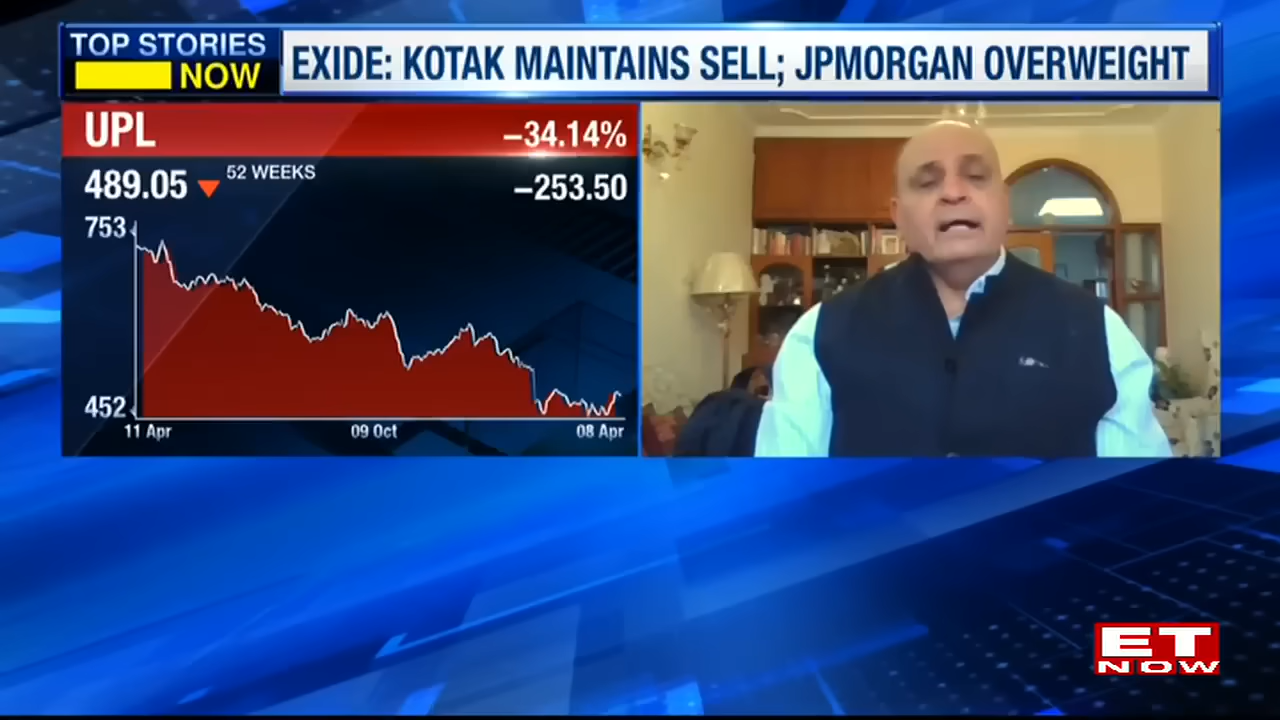 TOP STORIES
NOW
EXIDE: KOTAK MAINTAINS SELL; JPMORGAN OVERWEIGHT
UPL
–34.14%
489.05
52 WEEKS
–253.50
753
452
11 Apr
09 Oct
08 Apr
ET
NOW